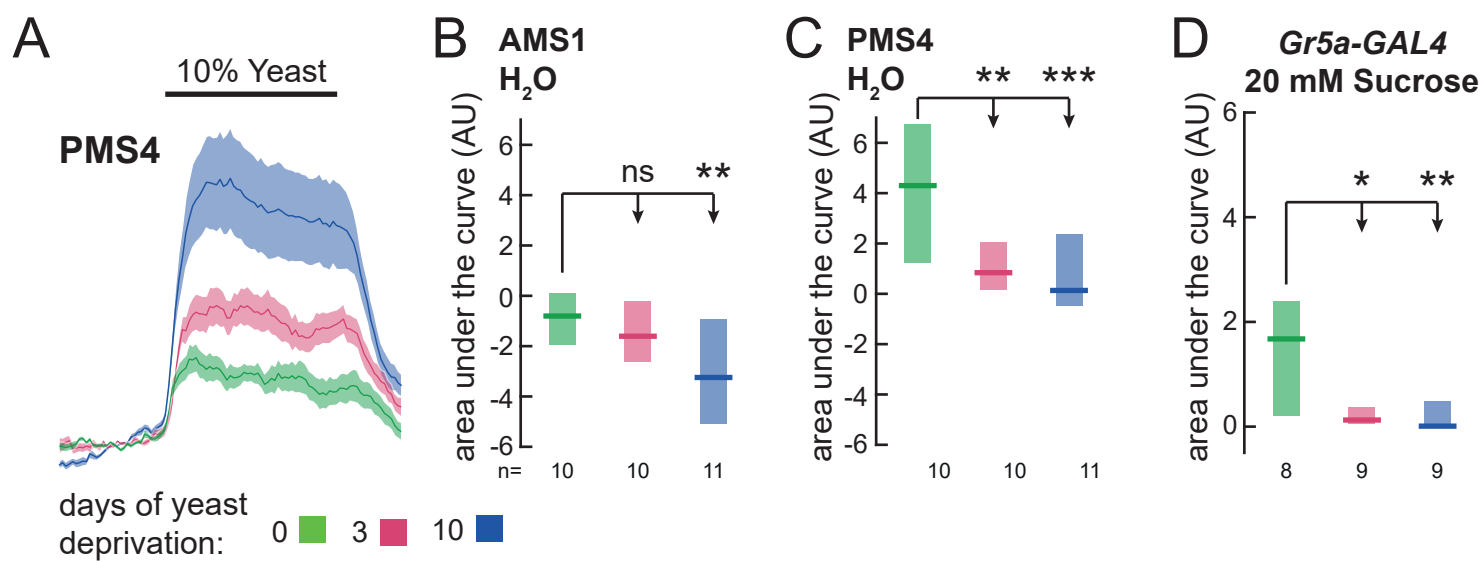 A
10% Yeast
PMS4
days of yeast
deprivation:
0
3
10
B
AMS1
H₂O
area under the curve (AU)
6
4
2
0
-2
-4
-6
ns
**
n=
10
10
11
C
PMS4
H₂O
area under the curve (AU)
6
4
2
0
-2
-4
-6
**
***
10
10
11
D
Gr5a-GAL4
20 mM Sucrose
area under the curve (AU)
6
4
2
0
*
**
8
9
9